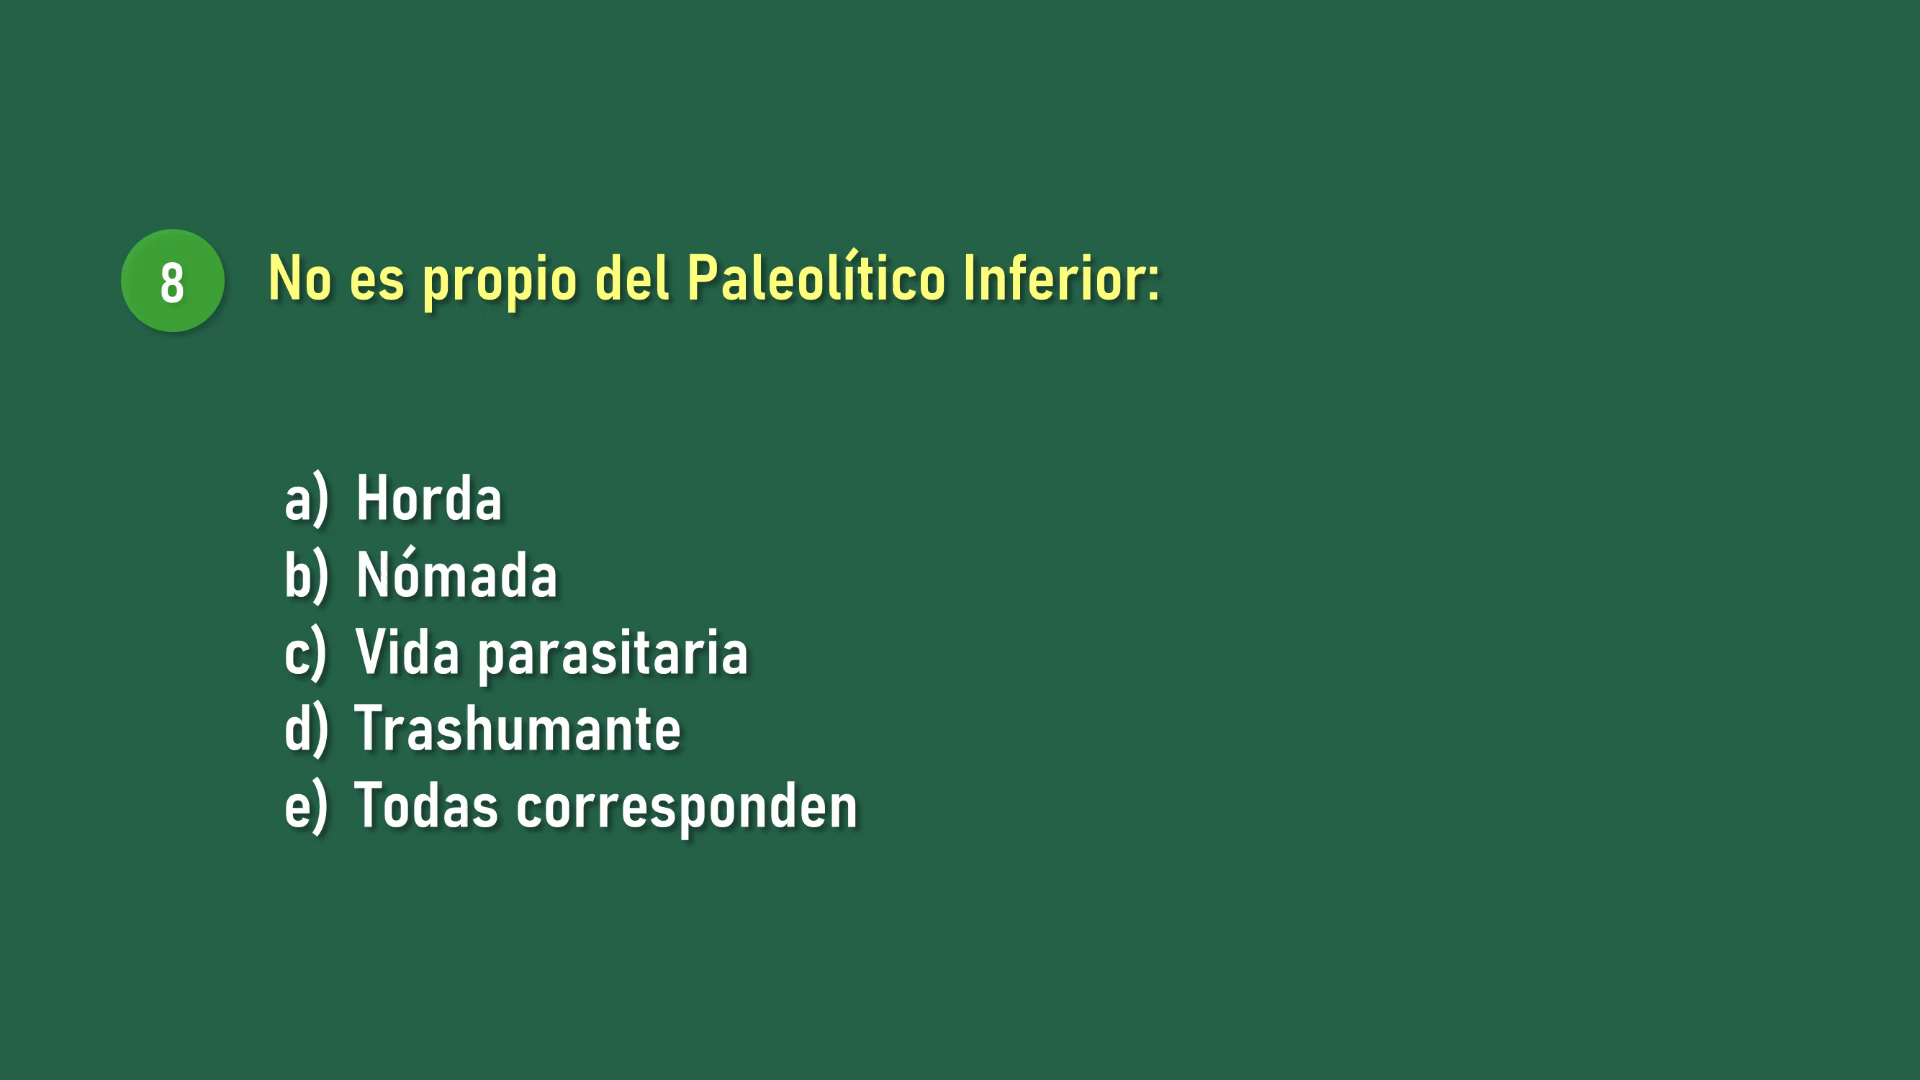 8 No es propio del Paleolítico Inferior:
a) Horda
b) Nómada
c) Vida parasitaria
d) Trashumante
e) Todas corresponden